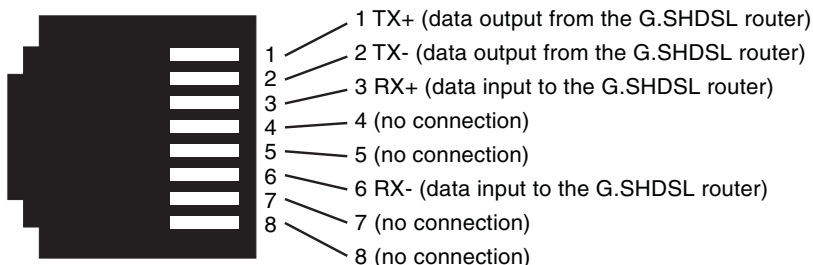 1 1 TX+ (data output from the G.SHDSL router)
2 2 TX- (data output from the G.SHDSL router)
3 3 RX+ (data input to the G.SHDSL router)
4 4 (no connection)
5 5 (no connection)
6 6 RX- (data input to the G.SHDSL router)
7 7 (no connection)
8 8 (no connection)